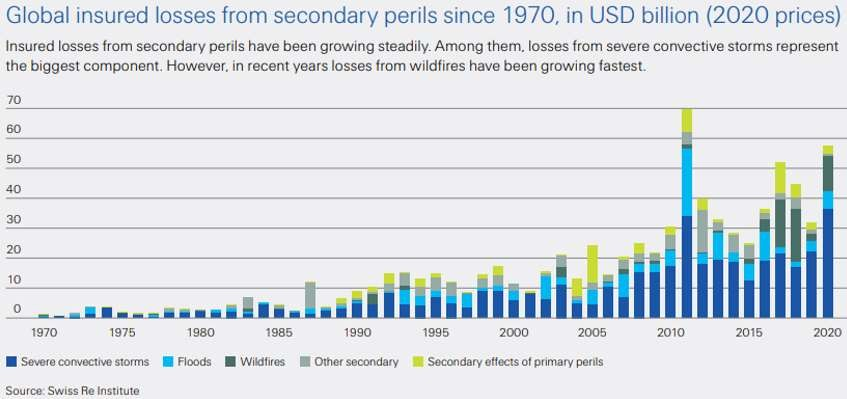 Global insured losses from secondary perils since 1970, in USD billion (2020 prices)
Insured losses from secondary perils have been growing steadily. Among them, losses from severe convective storms represent
the biggest component. However, in recent years losses from wildfires have been growing fastest.
70
60
50
40
30
20
10
0
1970 1975 1980 1985 1990 1995 2000 2005 2010 2015 2020
Severe convective storms Floods Wildfires Other secondary Secondary effects of primary perils
Source: Swiss Re Institute